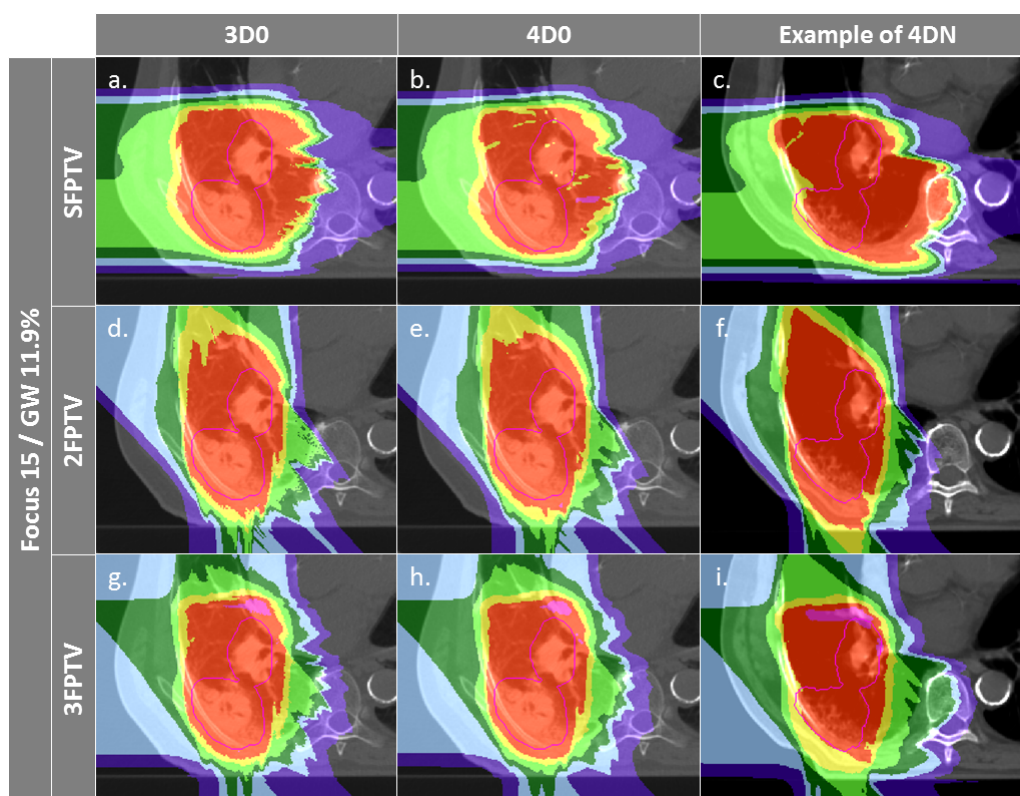 3D0 4D0 Example of 4DN
Focus 15 / GW 11.9%
SFPTV
a. b. c.
2FPTV
d. e. f.
3FPTV
g. h. i.